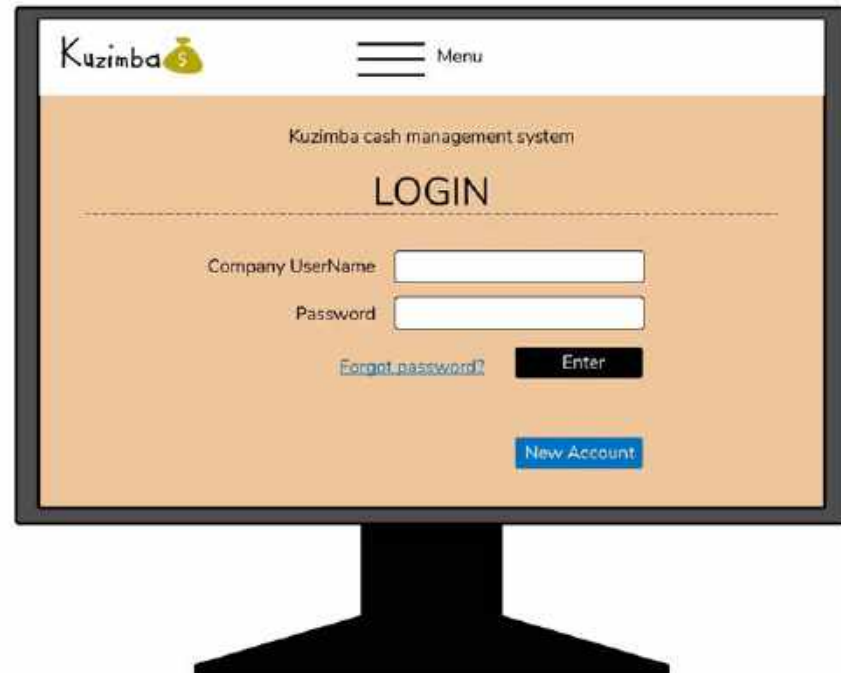 Kuzimba $
Menu
Kuzimba cash management system
LOGIN
Company UserName
Password
Forgot password?
Enter
New Account